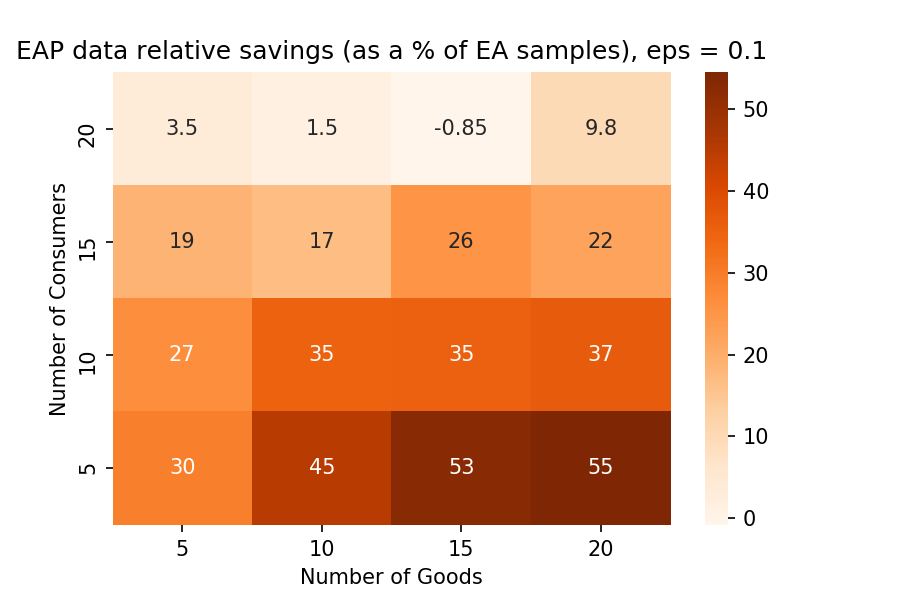 EAP data relative savings (as a % of EA samples), eps = 0.1
Number of Consumers
20
3.5 1.5 -0.85 9.8
15
19 17 26 22
10
27 35 35 37
5
30 45 53 55
5 10 15 20
Number of Goods
50
40
30
20
10
0